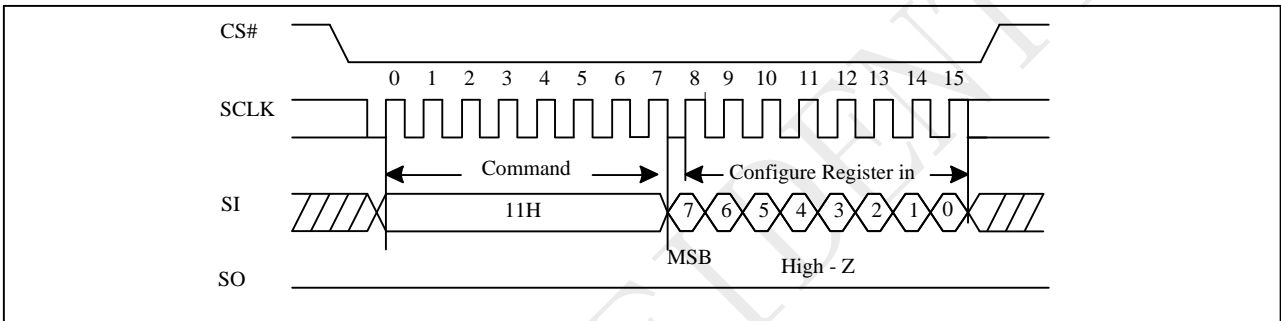 CS#
0 1 2 3 4 5 6 7 8 9 10 11 12 13 14 15
SCLK
Command Configure Register in
SI 11H 7 6 5 4 3 2 1 0
MSB High - Z
SO